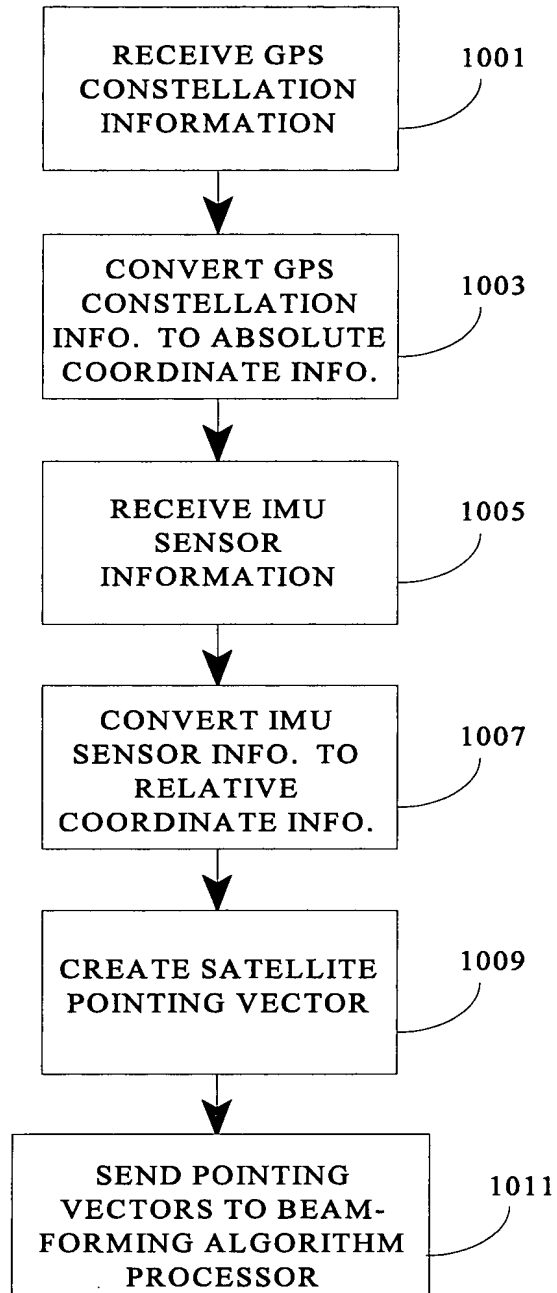 RECEIVE GPS
CONSTELLATION
INFORMATION
1001
CONVERT GPS
CONSTELLATION
INFO. TO ABSOLUTE
COORDINATE INFO.
1003
RECEIVE IMU
SENSOR
INFORMATION
1005
CONVERT IMU
SENSOR INFO. TO
RELATIVE
COORDINATE INFO.
1007
CREATE SATELLITE
POINTING VECTOR
1009
SEND POINTING
VECTORS TO BEAM-
FORMING ALGORITHM
PROCESSOR
1011